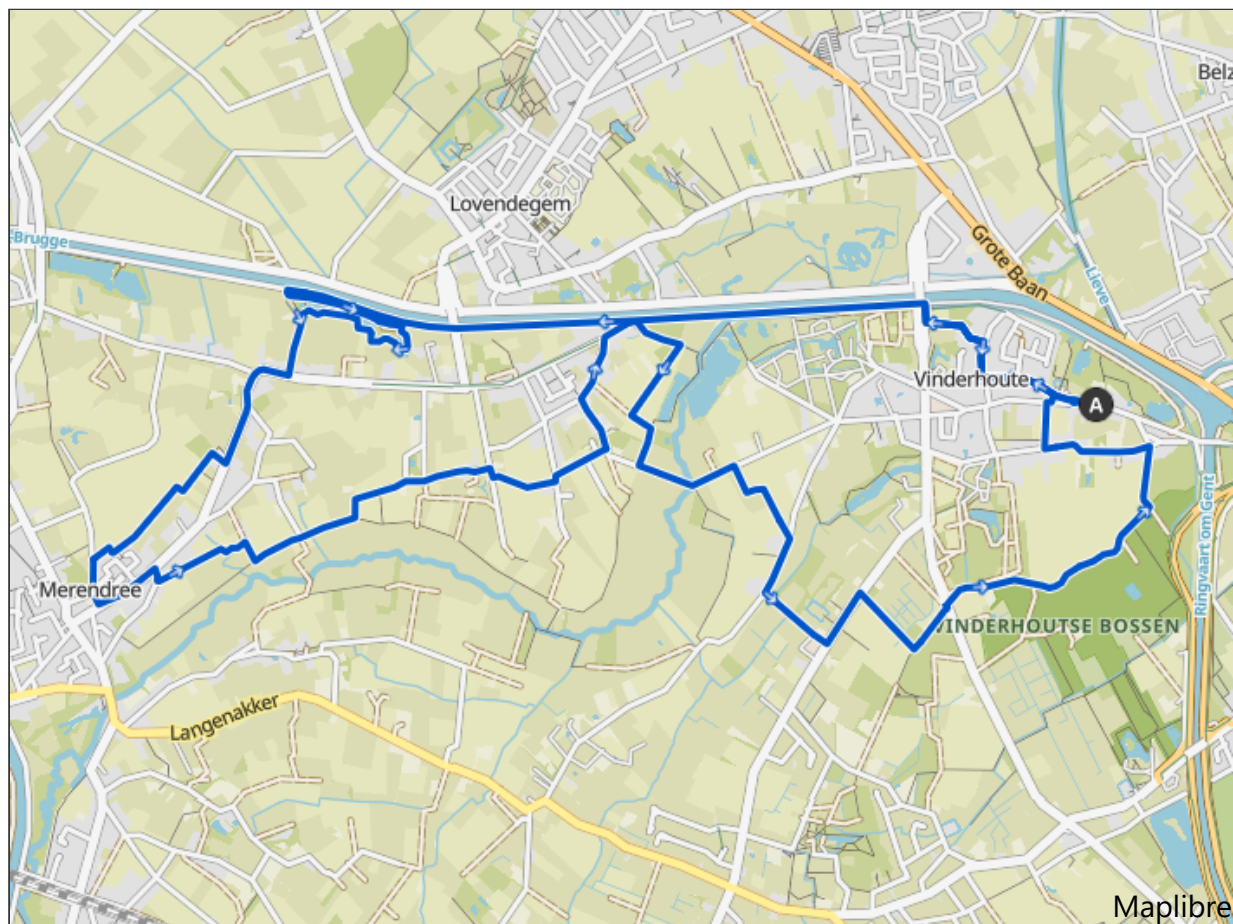 Belz
Lovendegem
-Brugge
Grote Baan
Lieve
Vinderhoute
A
Ringvaart om Gent
Merendree
VINDERHOUTSE BOSSEN
Langenakker
Maplibre